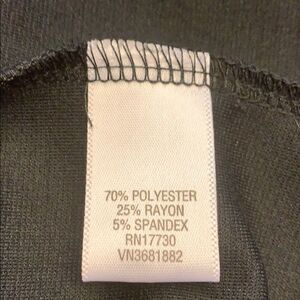 70% POLYESTER
25% RAYON
5% SPANDEX
RN17730
VN3681882